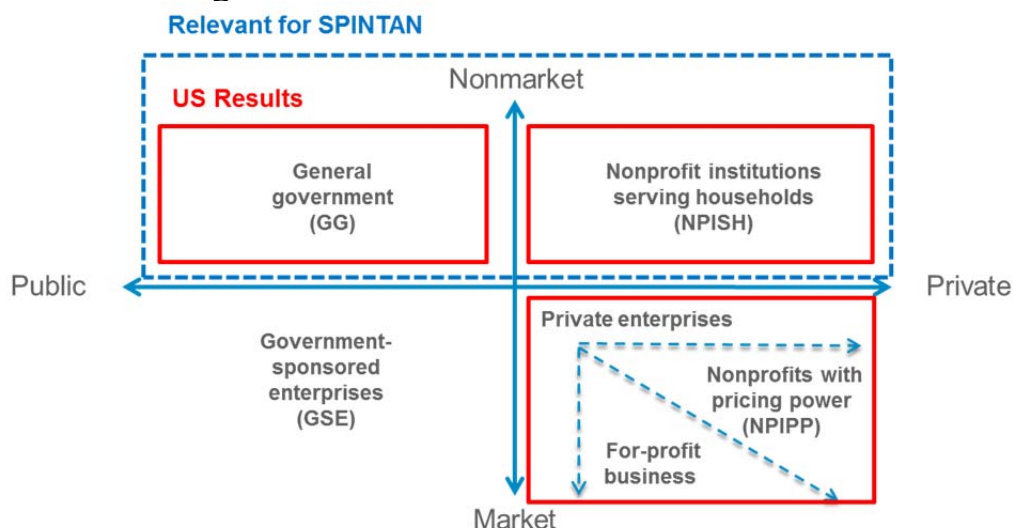 Relevant for SPINTAN
Nonmarket
US Results
General
government
(GG)
Nonprofit institutions
serving households
(NPISH)
Public
Private
Government-
sponsored
enterprises
(GSE)
Private enterprises
Nonprofits with
pricing power
(NPIPP)
For-profit
business
Market